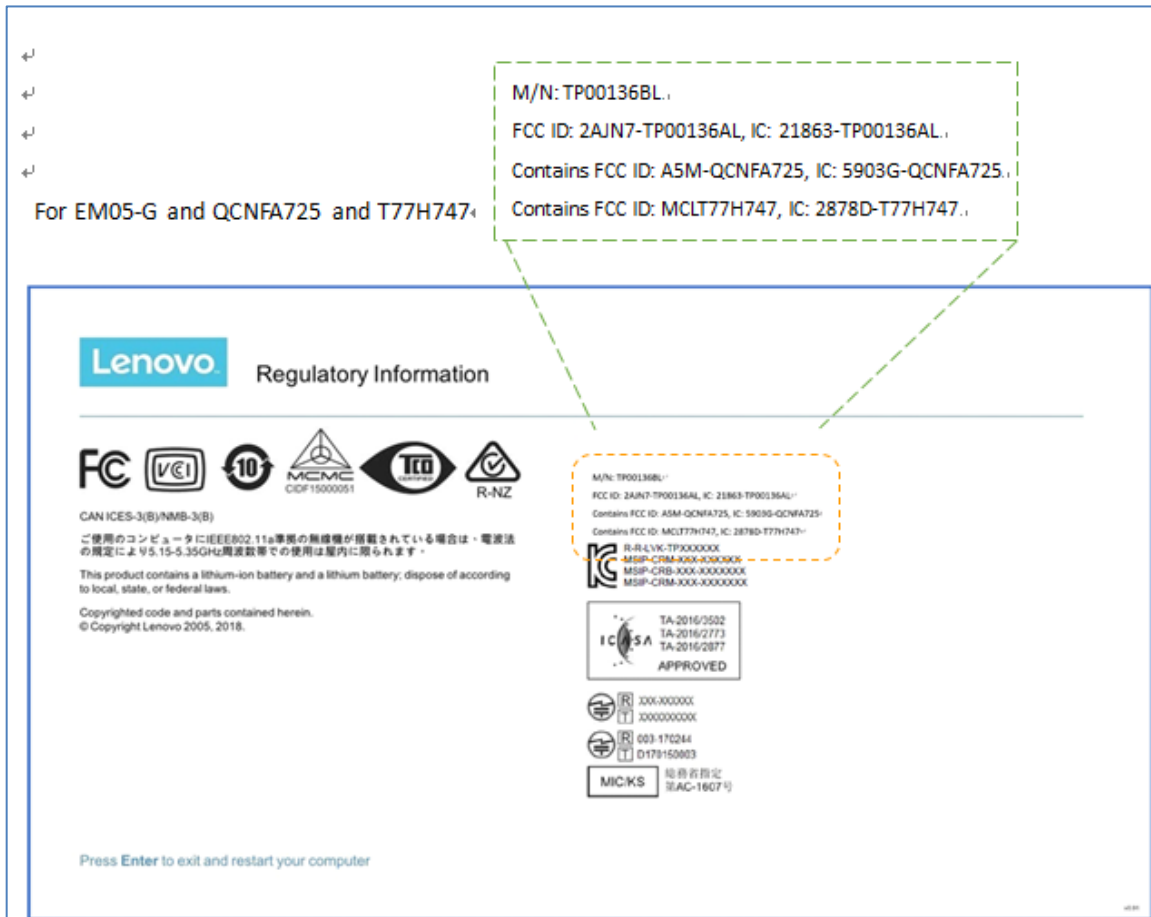 M/N: TP00136BL
FCC ID: 2AJN7-TP00136AL, IC: 21863-TP00136AL
Contains FCC ID: A5M-QCNFA725, IC: 5903G-QCNFA725
Contains FCC ID: MCLT77H747, IC: 2878D-T77H747
For EM05-G and QCNFA725 and T77H747
Lenovo
Regulatory Information
FC VCI 10 MCMC TCO CERTIFIED
CIDF15000051
R-NZ
CAN ICES-3(B)/NMB-3(B)
ご使用のコンピュータにIEEE802.11a準拠の無線機が搭載されている場合は、電波法
の規定により5.15-5.35GHz周波数帯での使用は屋内に限られます。
This product contains a lithium-ion battery and a lithium battery; dispose of according
to local, state, or federal laws.
Copyrighted code and parts contained herein.
© Copyright Lenovo 2005, 2018.
M/N: TP00136BL
FCC ID: 2AJN7-TP00136AL, IC: 21863-TP00136AL
Contains FCC ID: A5M-QCNFA725, IC: 5903G-QCNFA725
Contains FCC ID: MCLT77H747, IC: 2878D-T77H747
R-R-LVK-TPXXXXXX
MSIP-CRM-XXX-XXXXXXX
MSIP-CRB-XXX-XXXXXXX
MSIP-CRM-XXX-XXXXXXX
ICASA
TA-2016/3502
TA-2016/2773
TA-2016/2877
APPROVED
R XXX-XXXXXX
T XXXXXXXXXX
R 003-170244
T D170150003
MIC/KS
総務省指定
第AC-1607号
Press Enter to exit and restart your computer